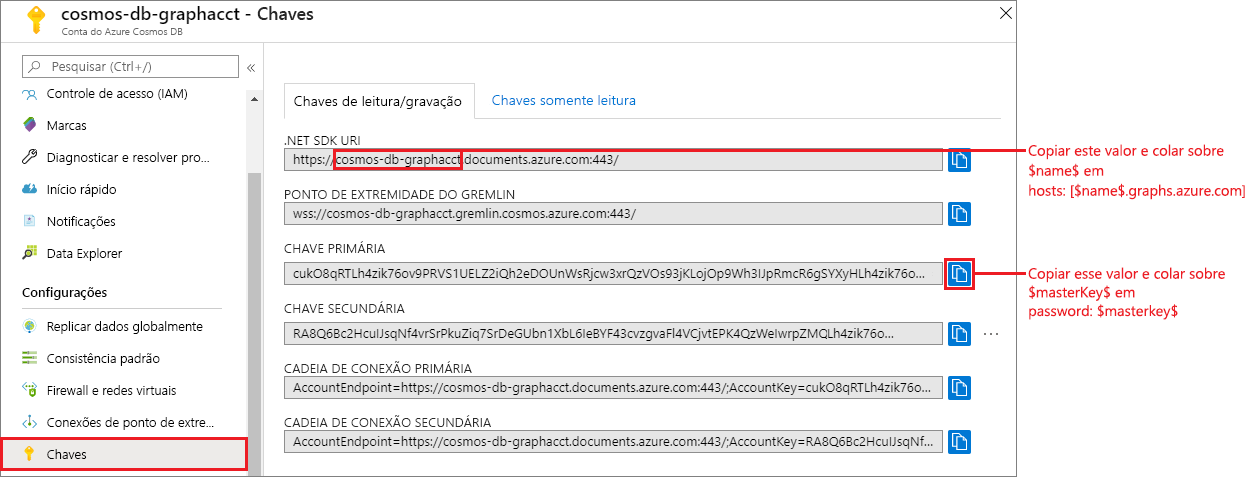 cosmos-db-graphacct - Chaves
Conta do Azure Cosmos DB
Pesquisar (Ctrl+/)
Controle de acesso (IAM)
Marcas
Diagnosticar e resolver pro...
Início rápido
Notificações
Data Explorer
Configurações
Replicar dados globalmente
Consistência padrão
Firewall e redes virtuais
Conexões de ponto de extre...
Chaves
Chaves de leitura/gravação
Chaves somente leitura
.NET SDK URI
https://cosmos-db-graphacct.documents.azure.com:443/
PONTO DE EXTREMIDADE DO GREMLIN
wss://cosmos-db-graphacct.gremlin.cosmos.azure.com:443/
CHAVE PRIMÁRIA
cukO8qRTLh4zik76ov9PRVS1UELZ2iQh2eDOUnWsRjcw3xrQzVOs93jKLojOp9Wh3IJpRmcR6gSYXyHLh4zik76o...
CHAVE SECUNDÁRIA
RA8Q6Bc2HcuIJsqNf4vrSrPkuZiq7SrDeGUbn1XbL6IeBYF43cvzgvaFl4VCjvtEPK4QzWeIwrpZMQLh4zik76o...
CADEIA DE CONEXÃO PRIMÁRIA
AccountEndpoint=https://cosmos-db-graphacct.documents.azure.com:443/;AccountKey=cukO8qRTLh4zik76o...
CADEIA DE CONEXÃO SECUNDÁRIA
AccountEndpoint=https://cosmos-db-graphacct.documents.azure.com:443/;AccountKey=RA8Q6Bc2HcuIJsqNf...
Copiar este valor e colar sobre
$name$ em
hosts: [$name$.graphs.azure.com]
Copiar esse valor e colar sobre
$masterKey$ em
password: $masterkey$